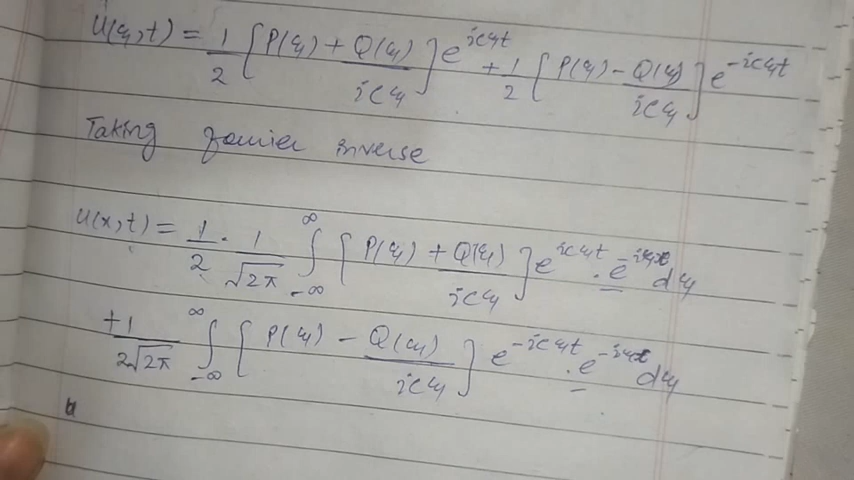 U(ξ,t) = 1/2 [P(ξ) + Q(ξ)/icξ] e^{icξt} + 1/2 [P(ξ) - Q(ξ)/icξ] e^{-icξt}
Taking fourier inverse
u(x,t) = 1/2 · 1/√2π ∫_{-∞}^{∞} [P(ξ) + Q(ξ)/icξ] e^{icξt} · e^{-iξx} dξ
+ 1/2√2π ∫_{-∞}^{∞} [P(ξ) - Q(ξ)/icξ] e^{-icξt} · e^{-iξx} dξ